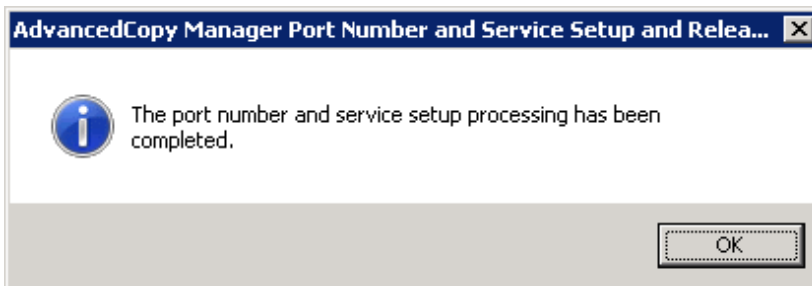 AdvancedCopy Manager Port Number and Service Setup and Relea...
The port number and service setup processing has been
completed.
OK